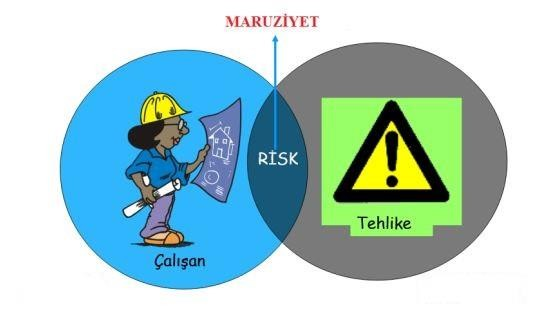 MARUZİYET
RİSK
Çalışan
Tehlike